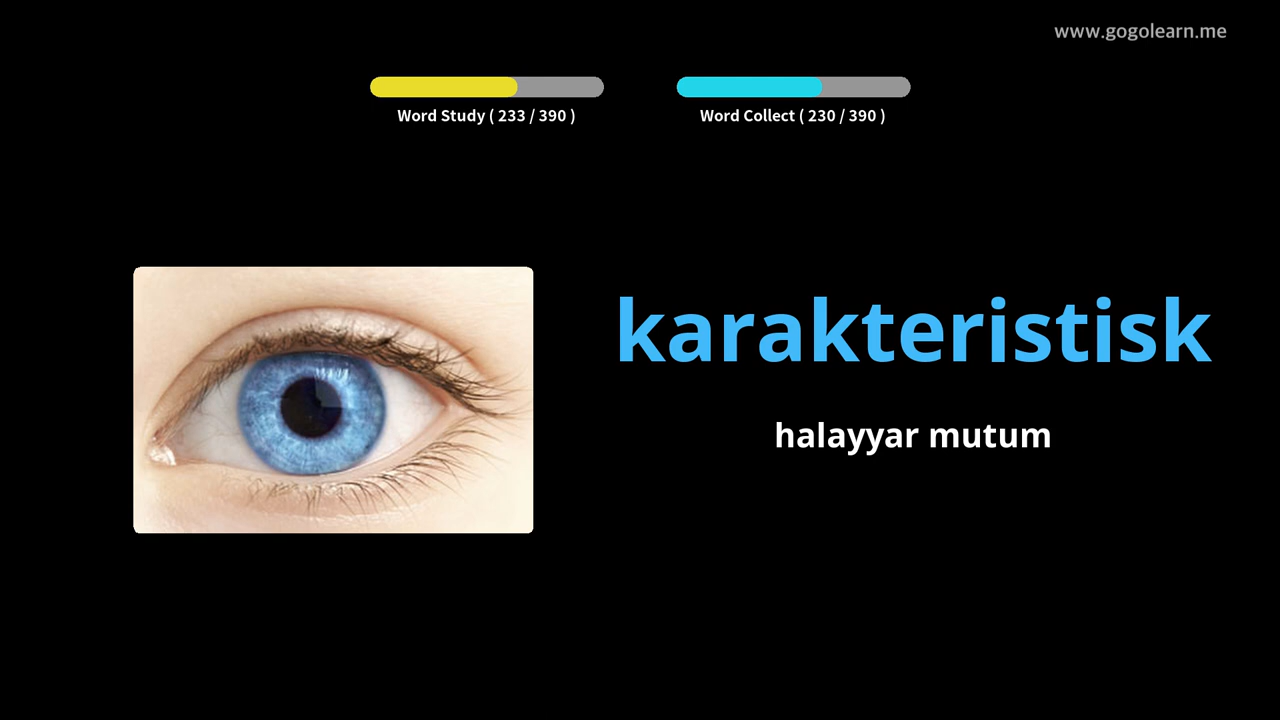 www.gogolearn.me
Word Study ( 233 / 390 )
Word Collect ( 230 / 390 )
karakteristisk
halayyar mutum